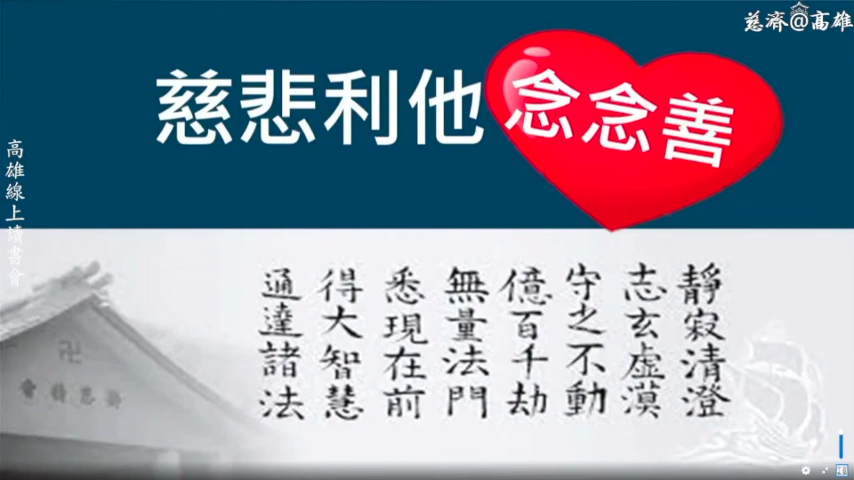 慈濟@高雄
慈悲利他 念念善
高雄線上讀書會
靜寂清澄
志玄虛漠
守之不動
億百千劫
無量法門
悉現在前
得大智慧
通達諸法